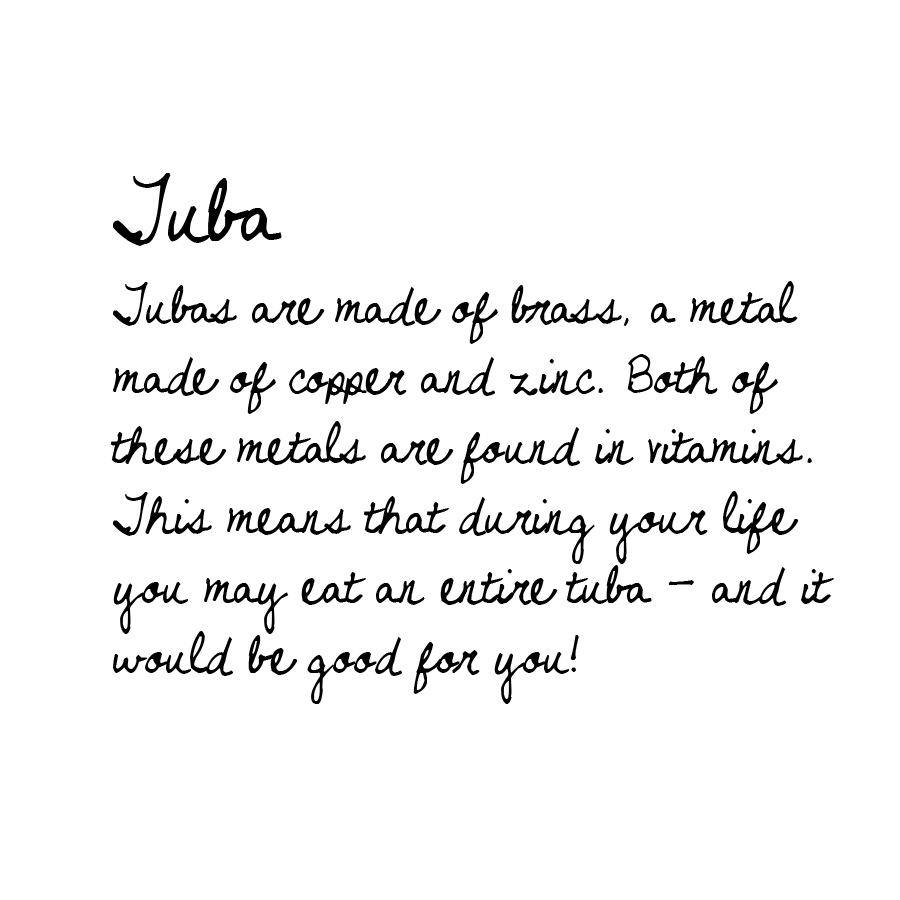 Tuba
Tubas are made of brass, a metal
made of copper and zinc. Both of
these metals are found in vitamins.
This means that during your life
you may eat an entire tuba – and it
would be good for you!